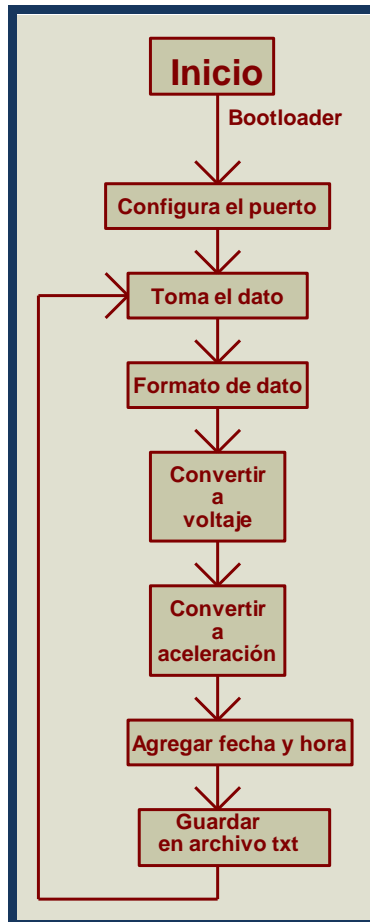 Inicio
Bootloader
Configura el puerto
Toma el dato
Formato de dato
Convertir
a
voltaje
Convertir
a
aceleración
Agregar fecha y hora
Guardar
en archivo txt